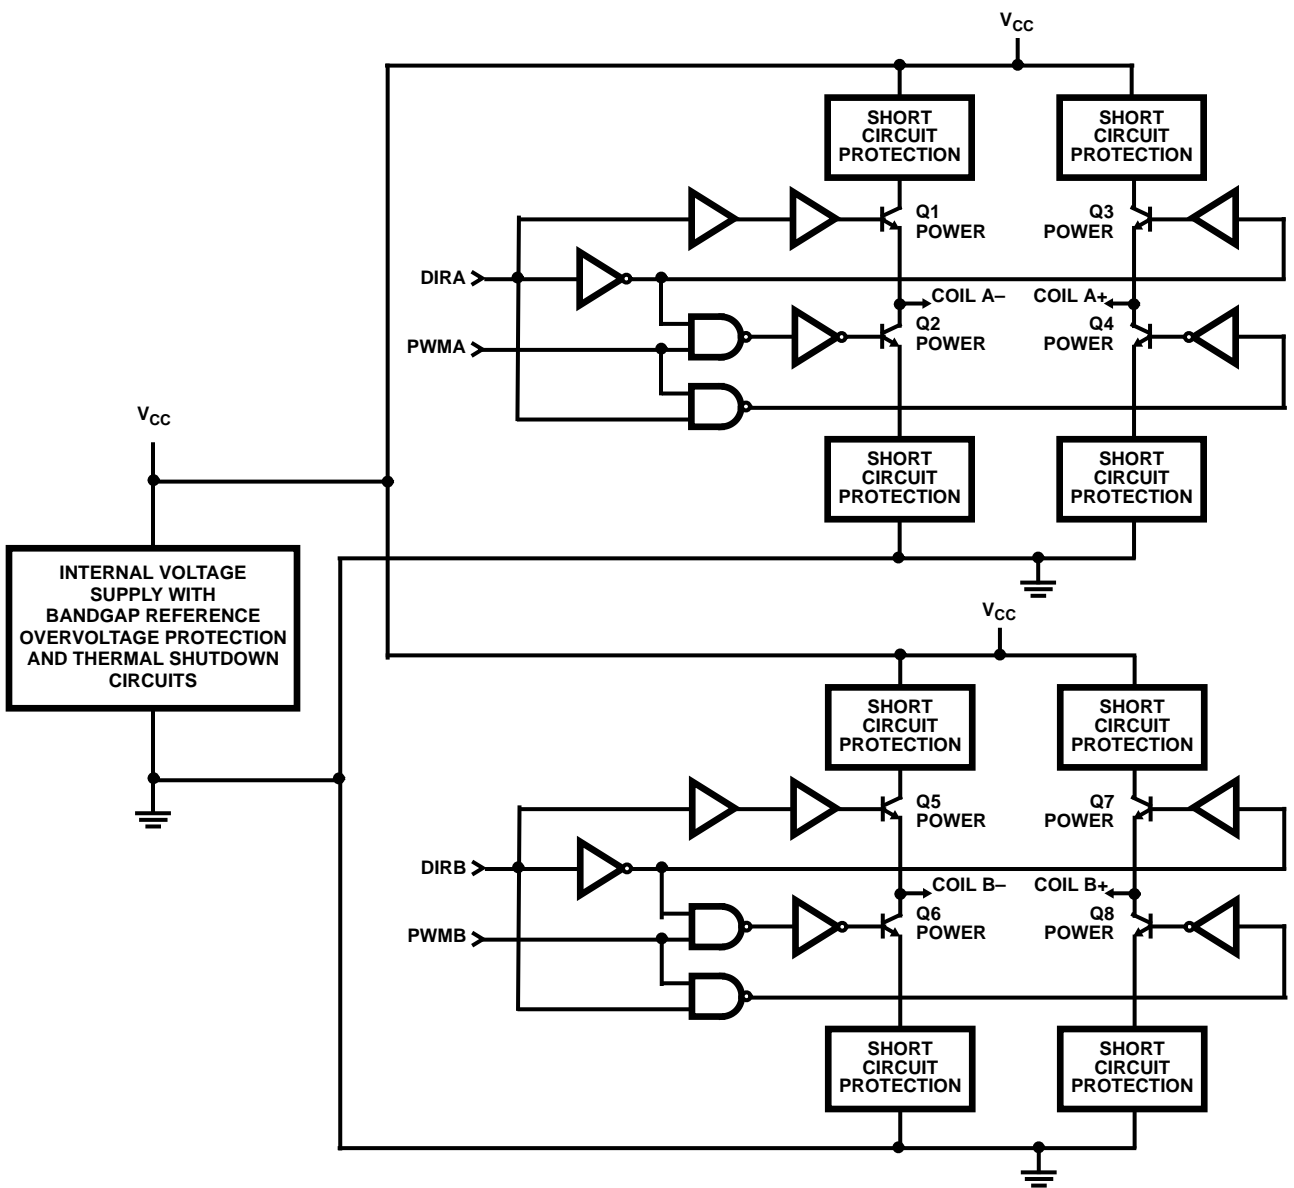 VCC
SHORT
CIRCUIT
PROTECTION
SHORT
CIRCUIT
PROTECTION
Q1
POWER
Q3
POWER
DIRA
COIL A–
COIL A+
Q2
POWER
Q4
POWER
PWMA
VCC
SHORT
CIRCUIT
PROTECTION
SHORT
CIRCUIT
PROTECTION
INTERNAL VOLTAGE
SUPPLY WITH
BANDGAP REFERENCE
OVERVOLTAGE PROTECTION
AND THERMAL SHUTDOWN
CIRCUITS
VCC
SHORT
CIRCUIT
PROTECTION
SHORT
CIRCUIT
PROTECTION
Q5
POWER
Q7
POWER
DIRB
COIL B–
COIL B+
Q6
POWER
Q8
POWER
PWMB
SHORT
CIRCUIT
PROTECTION
SHORT
CIRCUIT
PROTECTION